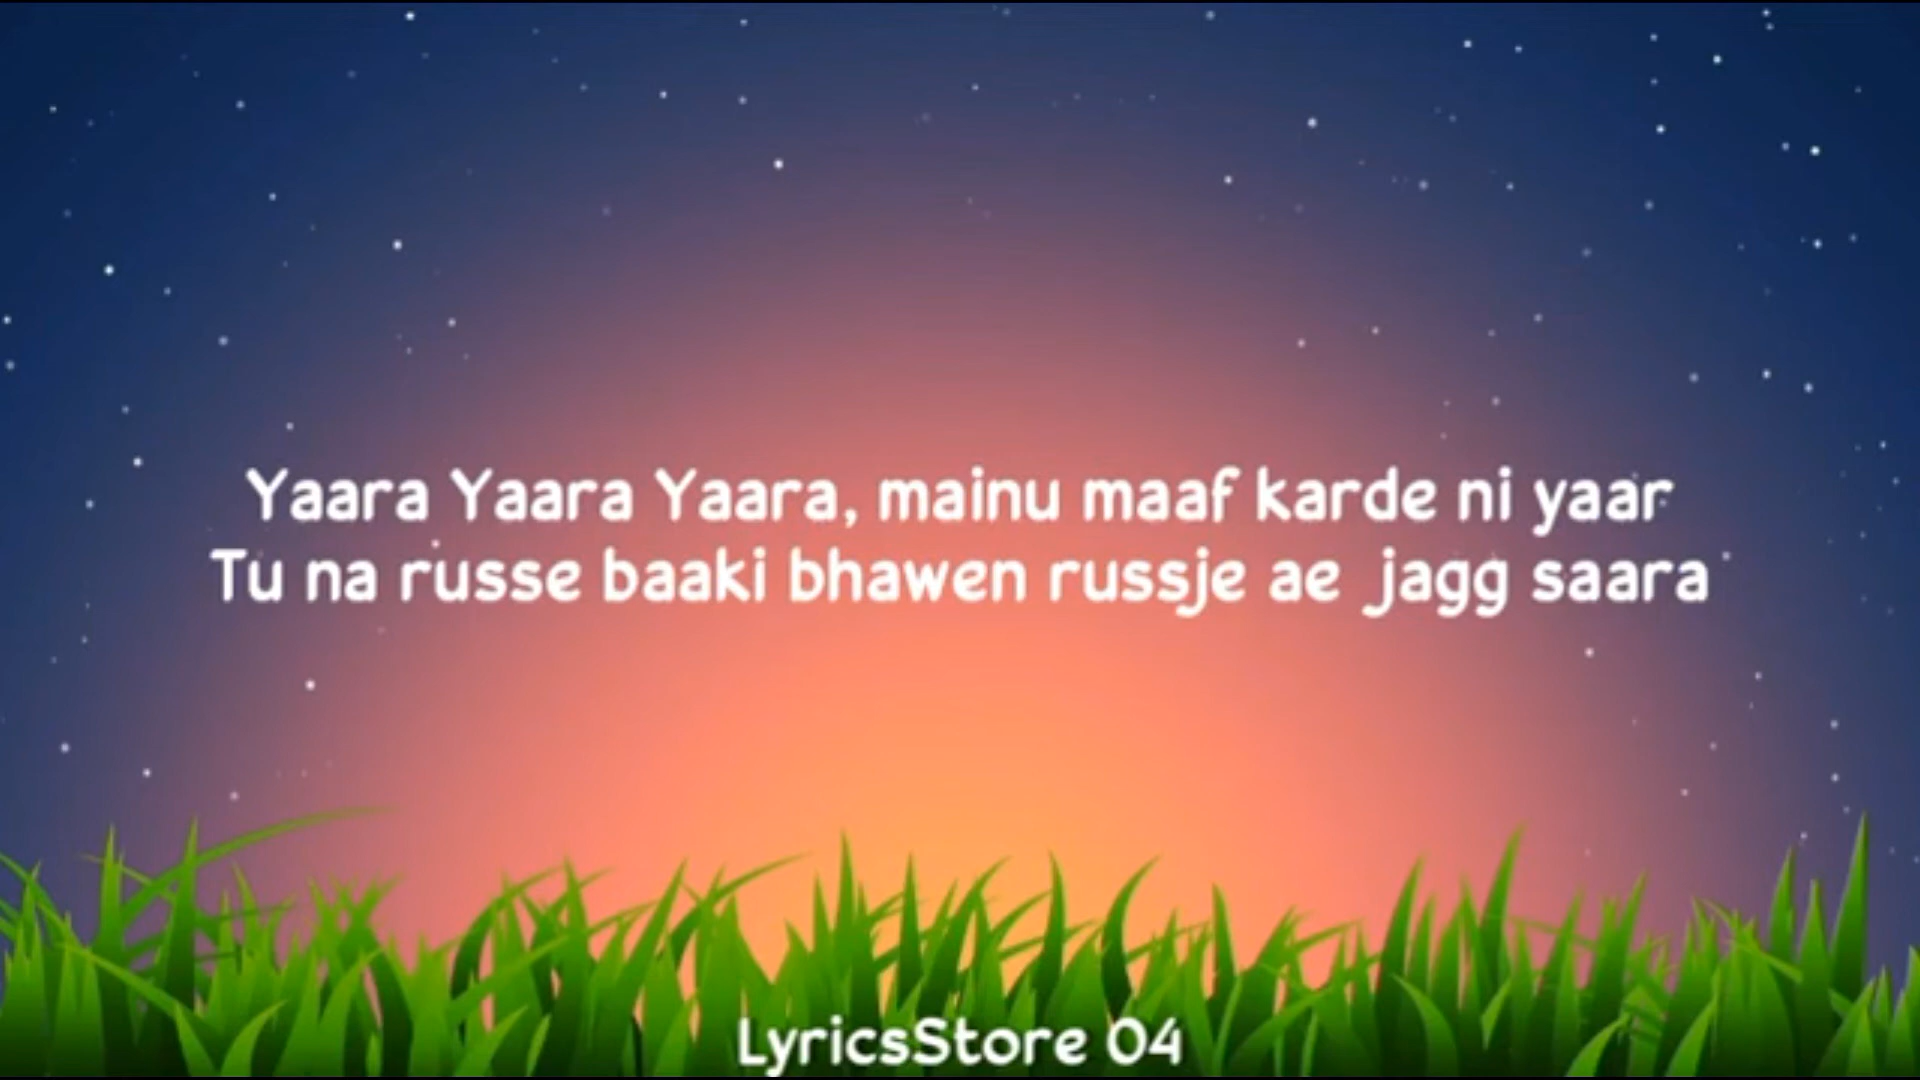 Yaara Yaara Yaara, mainu maaf karde ni yaar
Tu na russe baaki bhawen russje ae jagg saara
LyricsStore 04